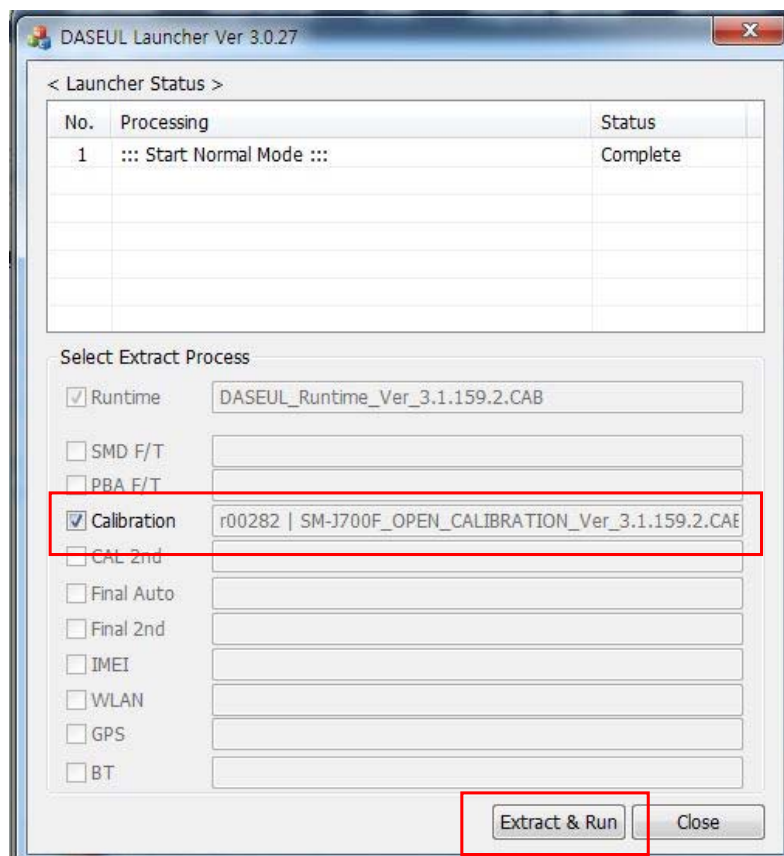 DASEUL Launcher Ver 3.0.27
< Launcher Status >
No. Processing Status
1 ::: Start Normal Mode ::: Complete
Select Extract Process
Runtime DASEUL_Runtime_Ver_3.1.159.2.CAB
SMD F/T
PBA F/T
Calibration r00282 | SM-J700F_OPEN_CALIBRATION_Ver_3.1.159.2.CAB
CAL 2nd
Final Auto
Final 2nd
IMEI
WLAN
GPS
BT
Extract & Run Close